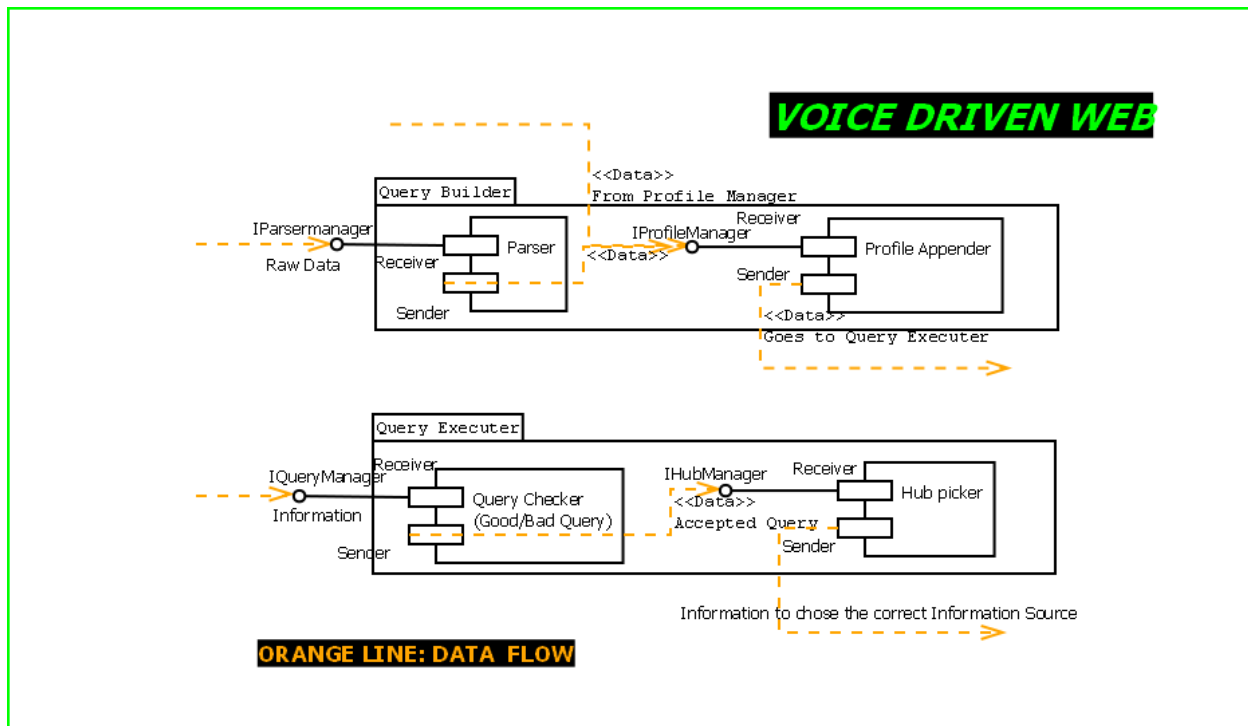 VOICE DRIVEN WEB
<<Data>>
From Profile Manager
Query Builder
IParsermanager
Raw Data
Receiver
Parser
Sender
<<Data>>
IProfileManager
Receiver
Profile Appender
Sender
<<Data>>
Goes to Query Executer
Query Executer
IQueryManager
Information
Receiver
Query Checker
(Good/Bad Query)
Sender
IHubManager
<<Data>>
Accepted Query
Receiver
Hub picker
Sender
Information to chose the correct Information Source
ORANGE LINE: DATA FLOW